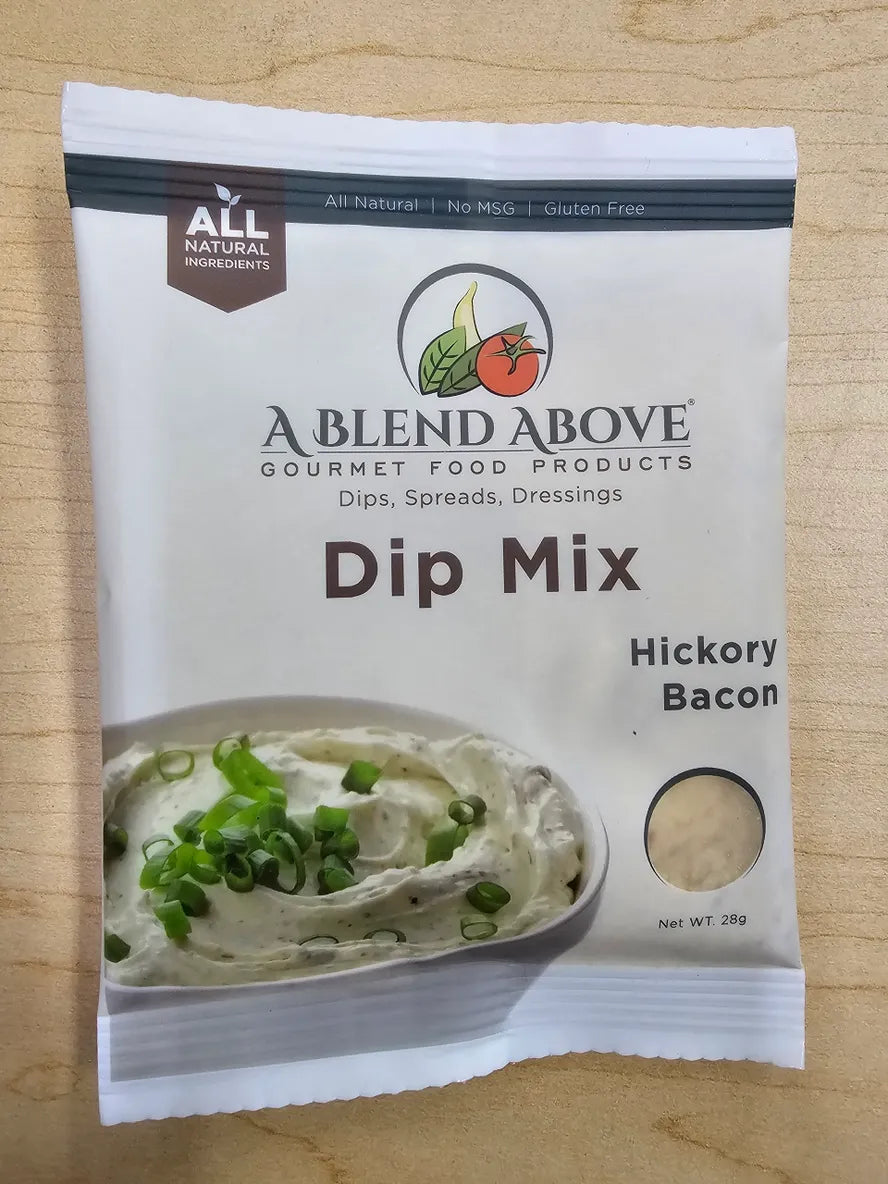 All Natural | No MSG | Gluten Free
ALL
NATURAL
INGREDIENTS
A BLEND ABOVE®
GOURMET FOOD PRODUCTS
Dips, Spreads, Dressings
Dip Mix
Hickory
Bacon
Net WT. 28g